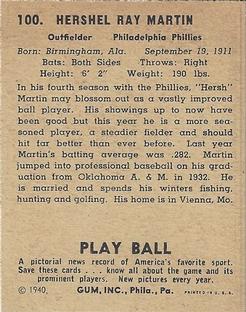 100. HERSHEL RAY MARTIN
Outfielder Philadelphia Phillies
Born: Birmingham, Ala. September 19, 1911
Bats: Both Sides Throws: Right
Height: 6' 2" Weight: 190 lbs.
In his fourth season with the Phillies, "Hersh"
Martin may blossom out as a vastly improved
ball player. His showings up to now have
been good but this year he is a more sea-
soned player, a steadier fielder and should
hit far better than ever before. Last year
Martin's batting average was .282. Martin
jumped into professional baseball on his grad-
uation from Oklahoma A. & M. in 1932. He
is married and spends his winters fishing,
hunting and golfing. His home is in Vienna, Mo.
PLAY BALL
A pictorial news record of America's favorite sport.
Save these cards . . . know all about the game and its
prominent players. New pictures every year.
© 1940, GUM, INC., Phila., Pa. PRINTED IN U. S. A.